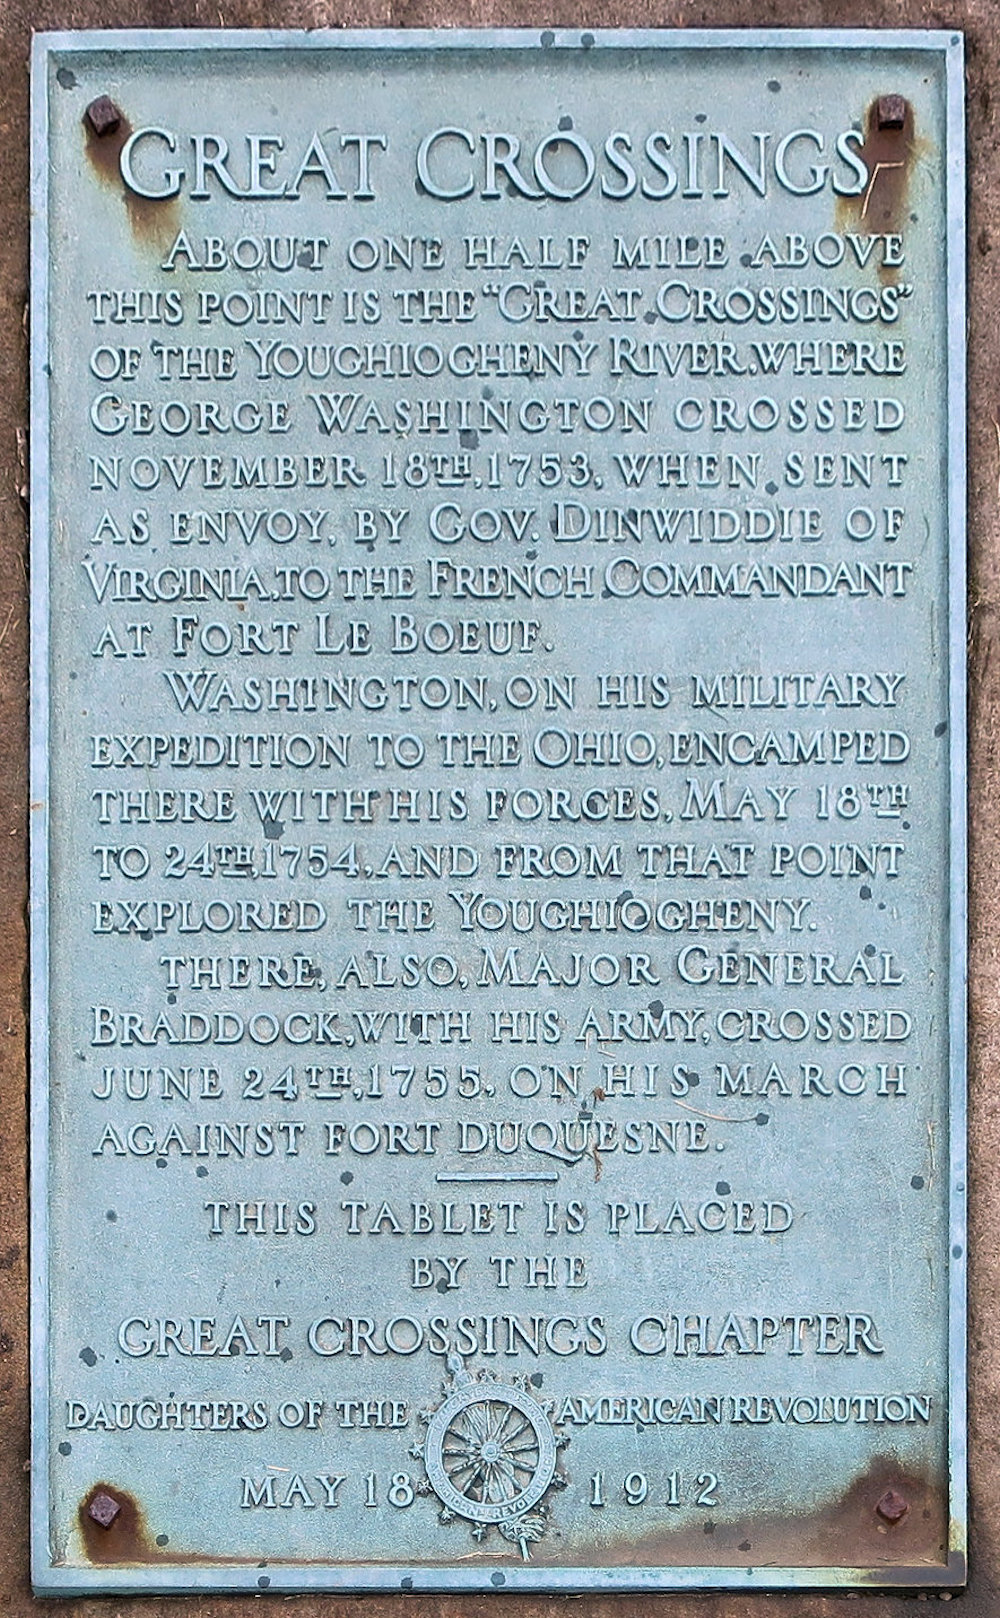 GREAT CROSSINGS
ABOUT ONE HALF MILE ABOVE
THIS POINT IS THE "GREAT CROSSINGS"
OF THE YOUGHIOGHENY RIVER, WHERE
GEORGE WASHINGTON CROSSED
NOVEMBER 18TH, 1753, WHEN SENT
AS ENVOY, BY GOV. DINWIDDIE OF
VIRGINIA, TO THE FRENCH COMMANDANT
AT FORT LE BOEUF.
WASHINGTON, ON HIS MILITARY
EXPEDITION TO THE OHIO, ENCAMPED
THERE WITH HIS FORCES, MAY 18TH
TO 24TH, 1754, AND FROM THAT POINT
EXPLORED THE YOUGHIOGHENY.
THERE, ALSO, MAJOR GENERAL
BRADDOCK, WITH HIS ARMY, CROSSED
JUNE 24TH, 1755, ON HIS MARCH
AGAINST FORT DUQUESNE.
THIS TABLET IS PLACED
BY THE
GREAT CROSSINGS CHAPTER
DAUGHTERS OF THE AMERICAN REVOLUTION
MAY 18 1912